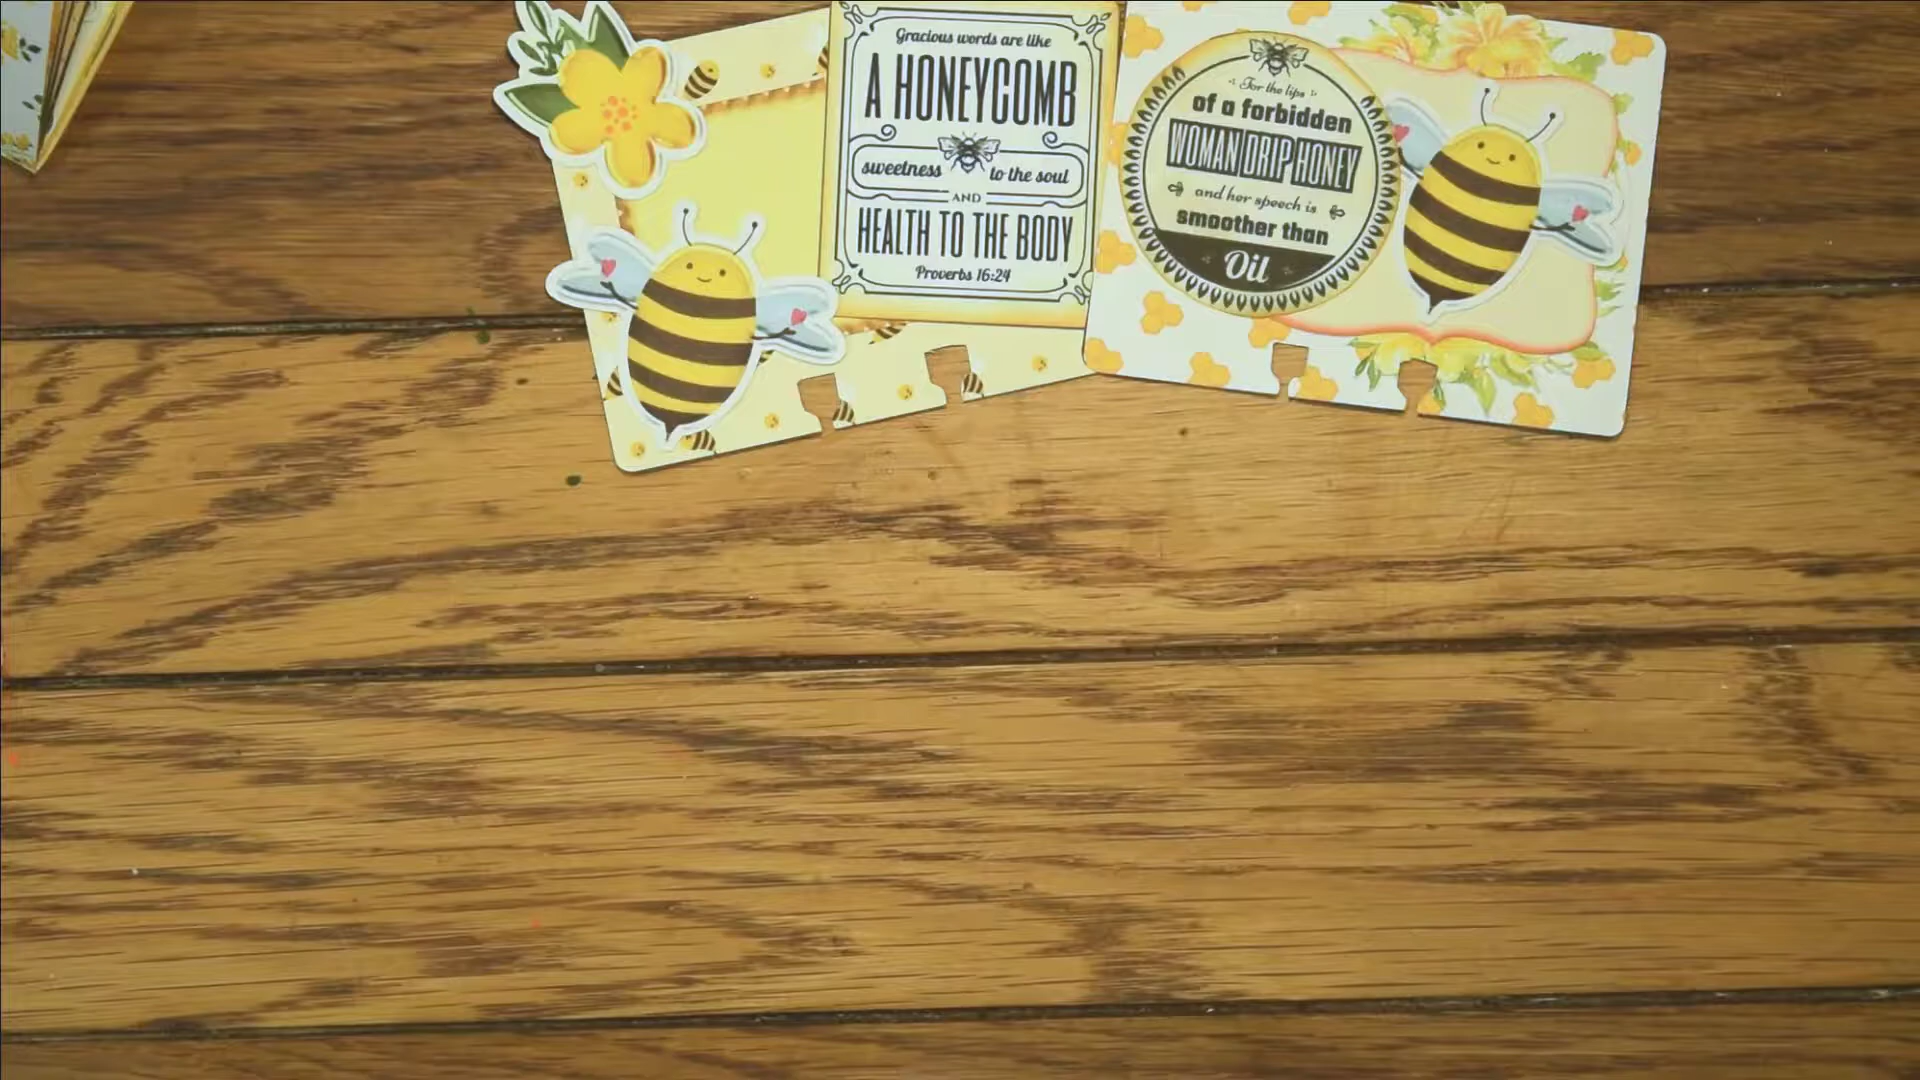 Gracious words are like
A HONEYCOMB
sweetness to the soul
AND
HEALTH TO THE BODY
Proverbs 16:24
For the lips
of a forbidden
WOMAN DRIP HONEY
and her speech is
smoother than
Oil